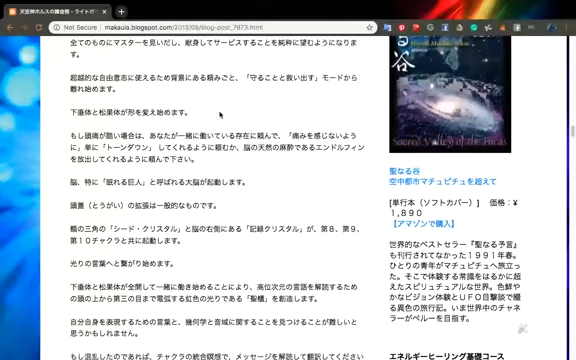 天空神ホルスの錬金術 - ライトボ
Not Secure | makaula.blogspot.com/2013/05/blog-post_7873.html
全てのものにマスターを見いだし、献身してサービスすることを純粋に望むようになりま
す。
超越的な自由意志に使えるため背景にある頼みごと、「守ることと救い出す」モードから
離れ始めます。
下垂体と松果体が形を変え始めます。
もし頭痛が酷い場合は、あなたが一緒に働いている存在に頼んで、「痛みを感じないよう
に」単に「トーンダウン」 してくれるように頼むか、脳の天然の麻酔であるエンドルフィン
を放出してくれるように頼んで下さい。
脳、特に「眠れる巨人」と呼ばれる大脳が起動します。
頭蓋（とうがい）の拡張は一般的なものです。
額の三角の「シード・クリスタル」と脳の右側にある「記録クリスタル」が、第８、第９、
第１０チャクラと共に起動します。
光りの言葉へと繋がり始めます。
下垂体と松果体が全開して一緒に働き始めることにより、高位次元の言語を解読するため
の頭の上から第三の目まで電弧する虹色の光りである「聖櫃」を創造します。
自分自身を表現するための言葉と、幾何学と音域に関することを見つけることが難しいと
思うかもしれません。
もし混乱したのであれば、チャクラの統合瞑想で、メッセージを解読して翻訳してください
る谷
Sacred Valley of the Incas
聖なる谷
空中都市マチュピチュを超えて
[単行本（ソフトカバー）] 価格：¥
１,８９０
【アマゾンで購入】
世界的なベストセラー『聖なる予言』
も刊行されてなかった１９９１年春。
ひとりの青年がマチュピチュへ旅立っ
た。そこで体験する常識をはるかに超
えたスピリュチュアルな世界。色鮮や
かなビジョン体験とＵＦＯ目撃談で綴
る異色の旅行記。いま世界中のチャネ
ラーがペルーを目指す。
エネルギーヒーリング基礎コース